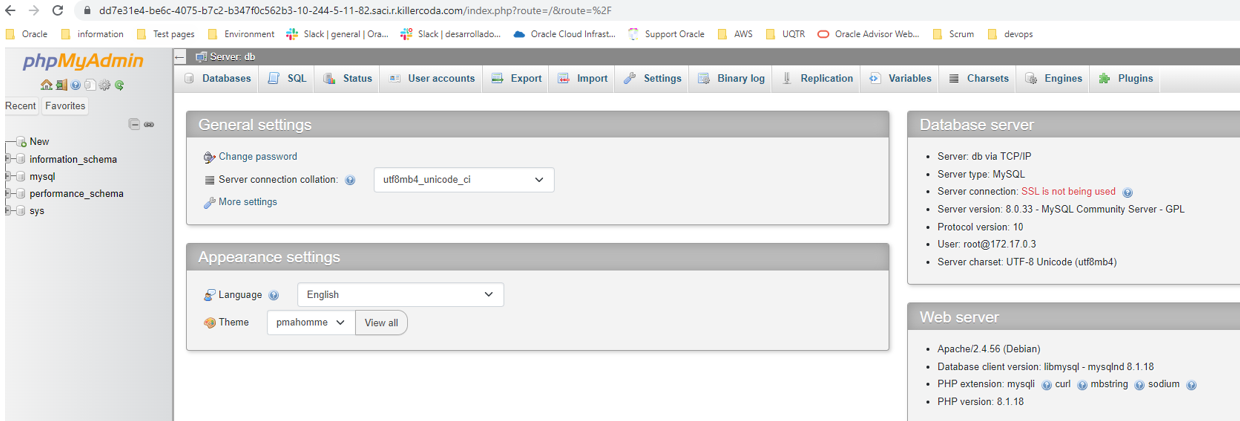 dd7e31e4-be6c-4075-b7c2-b347f0c562b3-10-244-5-11-82.saci.r.killercoda.com/index.php?route=/&route=%2F
Oracle information Test pages Environment Slack | general | Ora... Slack | desarrollado... Oracle Cloud Infrast... Support Oracle AWS UQTR Oracle Advisor Web... Scrum devops
phpMyAdmin
Recent Favorites
New
information_schema
mysql
performance_schema
sys
Server: db
Databases SQL Status User accounts Export Import Settings Binary log Replication Variables Charsets Engines Plugins
General settings
Change password
Server connection collation: utf8mb4_unicode_ci
More settings
Appearance settings
Language English
Theme pmahomme View all
Database server
Server: db via TCP/IP
Server type: MySQL
Server connection: SSL is not being used
Server version: 8.0.33 - MySQL Community Server - GPL
Protocol version: 10
User: root@172.17.0.3
Server charset: UTF-8 Unicode (utf8mb4)
Web server
Apache/2.4.56 (Debian)
Database client version: libmysql - mysqlnd 8.1.18
PHP extension: mysqli curl mbstring sodium
PHP version: 8.1.18